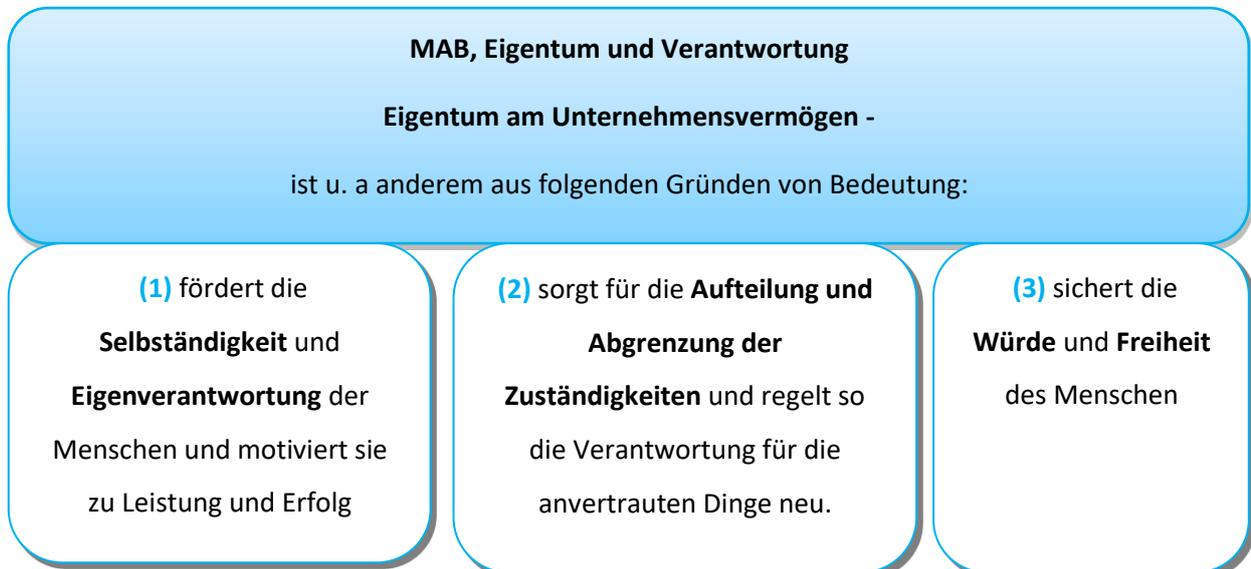 MAB, Eigentum und Verantwortung
Eigentum am Unternehmensvermögen -
ist u. a anderem aus folgenden Gründen von Bedeutung:
(1) fördert die
Selbständigkeit und
Eigenverantwortung der
Menschen und motiviert sie
zu Leistung und Erfolg
(2) sorgt für die Aufteilung und
Abgrenzung der
Zuständigkeiten und regelt so
die Verantwortung für die
anvertrauten Dinge neu.
(3) sichert die
Würde und Freiheit
des Menschen